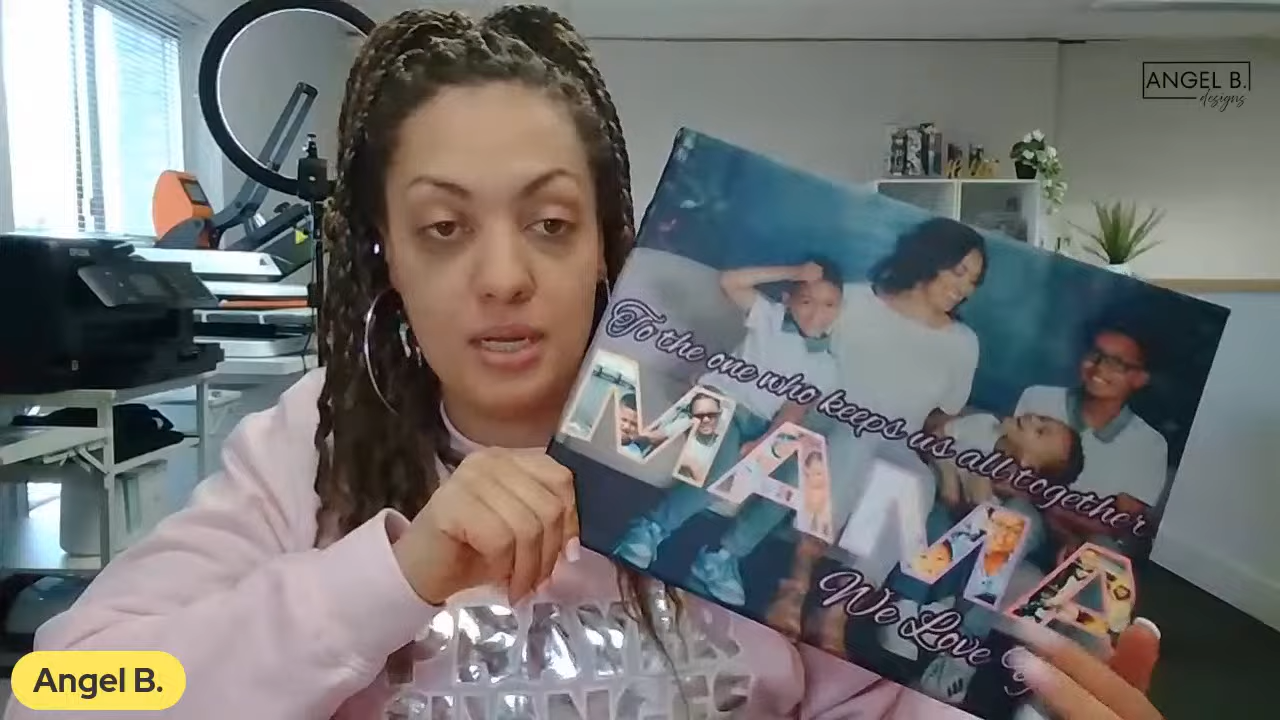 ANGEL B.
designs
To the one who keeps us all together
MAMA
We Love
Angel B.